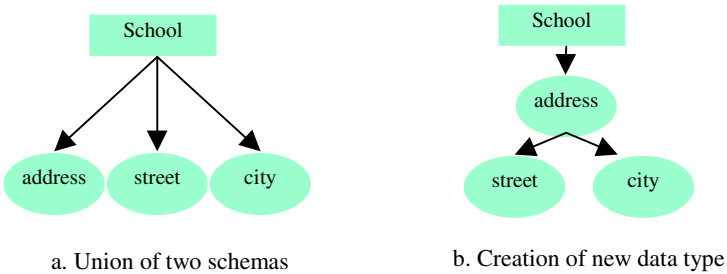 School
address
street
city
a. Union of two schemas
School
address
street
city
b. Creation of new data type